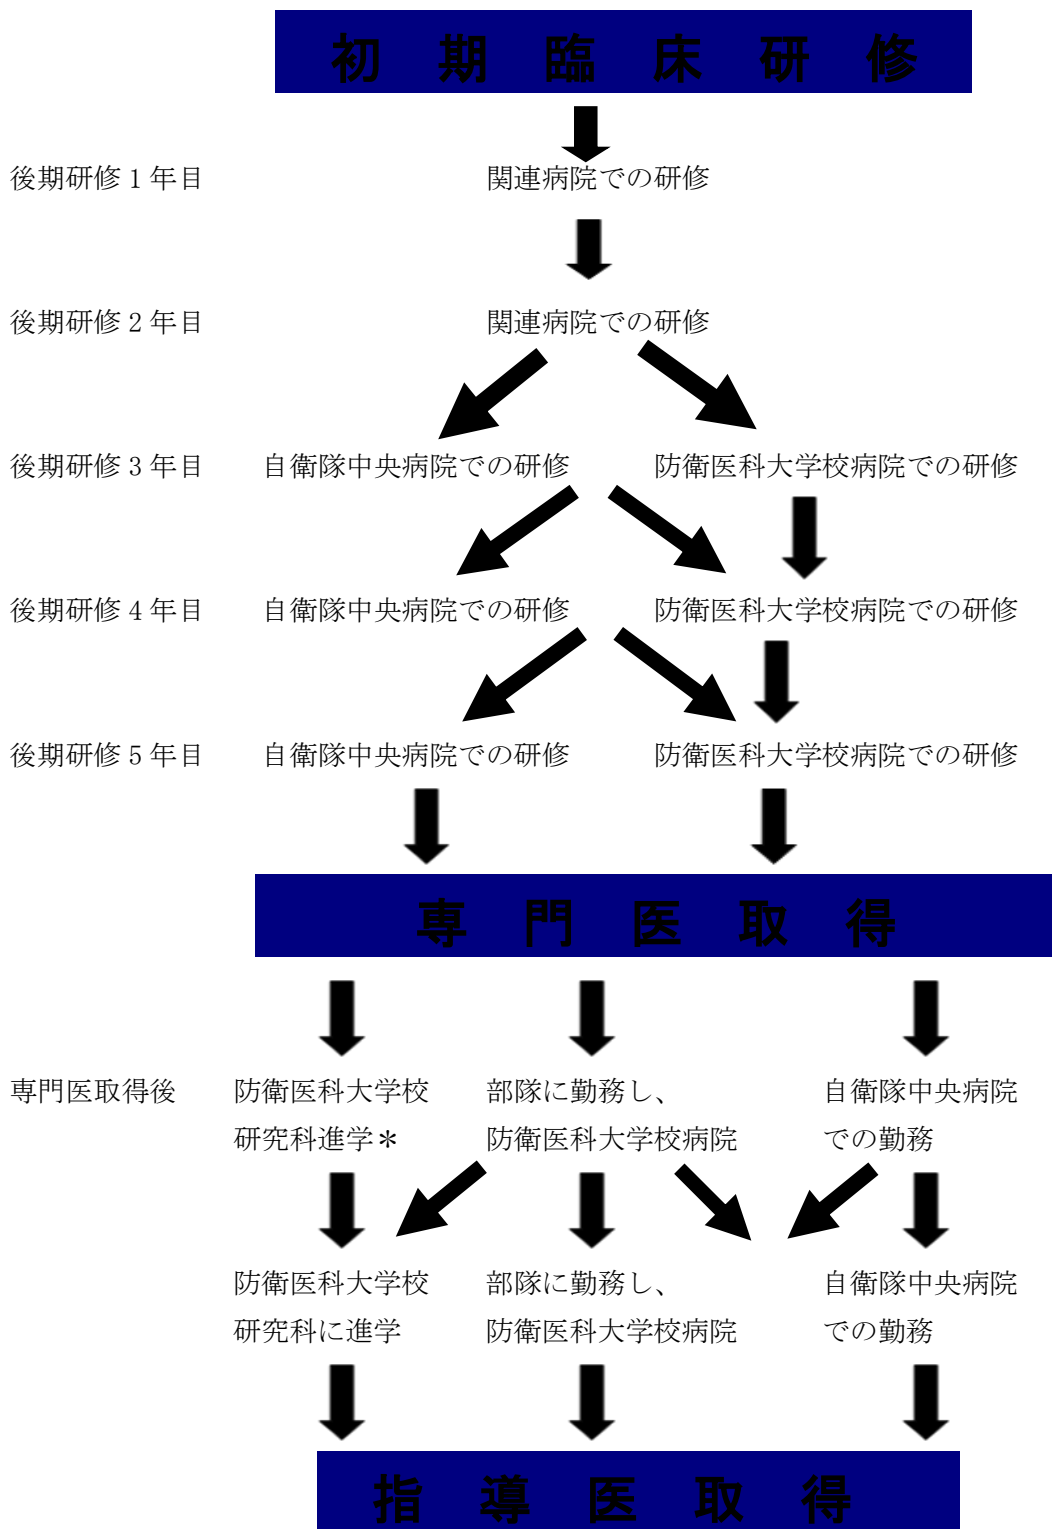 初期臨床研修
後期研修1年目 関連病院での研修
後期研修2年目 関連病院での研修
後期研修3年目 自衛隊中央病院での研修 防衛医科大学校病院での研修
後期研修4年目 自衛隊中央病院での研修 防衛医科大学校病院での研修
後期研修5年目 自衛隊中央病院での研修 防衛医科大学校病院での研修
専門医取得
専門医取得後 防衛医科大学校 部隊に勤務し、 自衛隊中央病院
研究科進学＊ 防衛医科大学校病院 での勤務
防衛医科大学校 部隊に勤務し、 自衛隊中央病院
研究科に進学 防衛医科大学校病院 での勤務
指導医取得